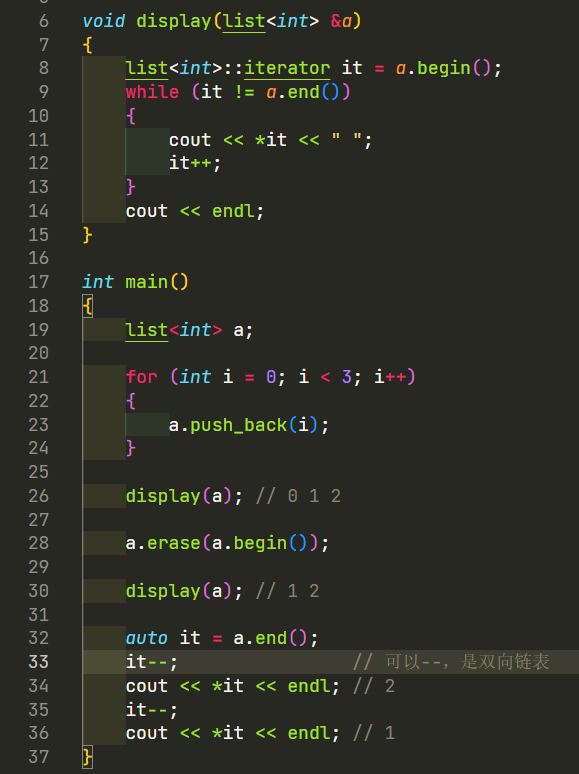 6 void display(list<int> &a)
7 {
8 list<int>::iterator it = a.begin();
9 while (it != a.end())
10 {
11 cout << *it << " ";
12 it++;
13 }
14 cout << endl;
15 }
16
17 int main()
18 {
19 list<int> a;
20
21 for (int i = 0; i < 3; i++)
22 {
23 a.push_back(i);
24 }
25
26 display(a); // 0 1 2
27
28 a.erase(a.begin());
29
30 display(a); // 1 2
31
32 auto it = a.end();
33 it--; // 可以--，是双向链表
34 cout << *it << endl; // 2
35 it--;
36 cout << *it << endl; // 1
37 }